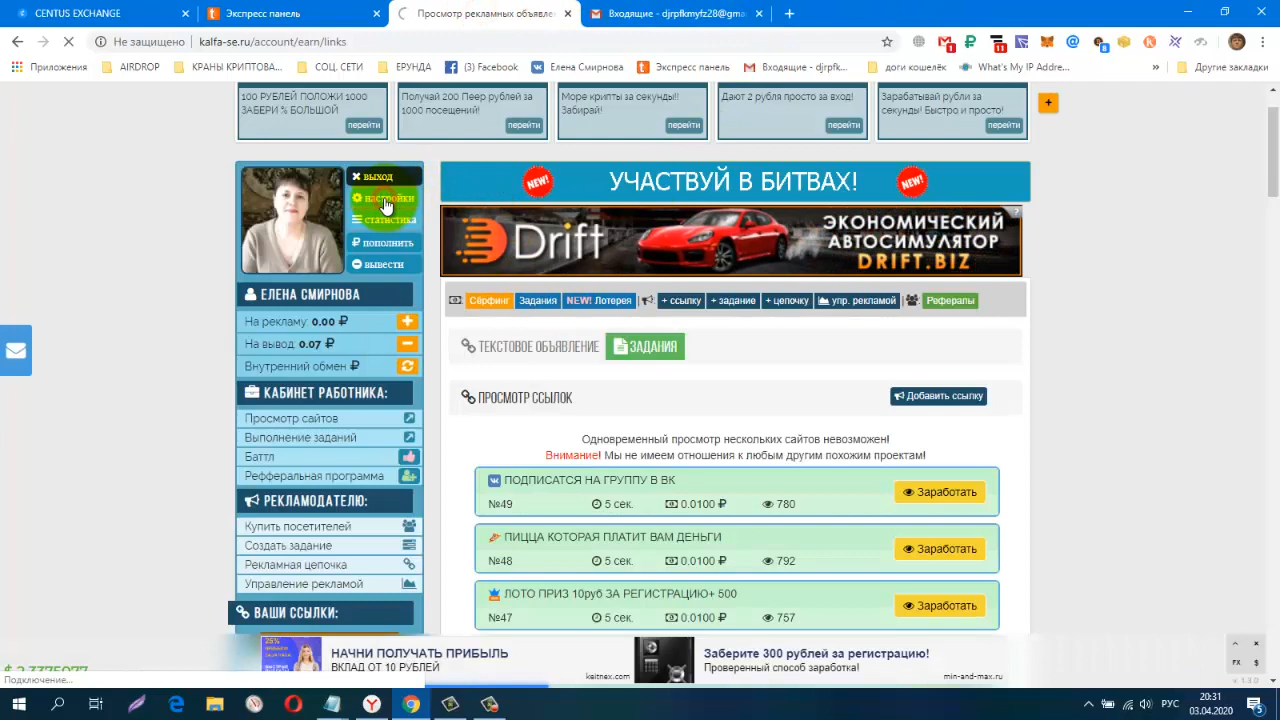 CENTUS EXCHANGE
Экспресс панель
Просмотр рекламных объявле
Входящие - djrpfkmyfz28@gma
Не защищено
kalfa-se.ru/account/earn/links
Приложения
AIRDROP
КРАНЫ КРИПТОВА...
СОЦ. СЕТИ
ЕРУНДА
(3) Facebook
Елена Смирнова
Экспресс панель
Входящие - djrpfk...
доги кошелёк
What's My IP Addre...
»
Другие закладки
100 РУБЛЕЙ ПОЛОЖИ 1000
ЗАБЕРИ % БОЛЬШОЙ
перейти
Получай 200 Пеер рублей за
1000 посещений!
перейти
Море крипты за секунды!!
Забирай!
перейти
Дают 2 рубля просто за вход!
перейти
Зарабатывай рубли за
секунды! Быстро и просто!
перейти
выход
настройки
статистика
пополнить
вывести
ЕЛЕНА СМИРНОВА
На рекламу: 0.00 ₽
На вывод: 0.07 ₽
Внутренний обмен ₽
КАБИНЕТ РАБОТНИКА:
Просмотр сайтов
Выполнение заданий
Баттл
Рефферальная программа
РЕКЛАМОДАТЕЛЮ:
Купить посетителей
Создать задание
Рекламная цепочка
Управление рекламой
ВАШИ ССЫЛКИ:
NEW! УЧАСТВУЙ В БИТВАХ! NEW!
Drift
ЭКОНОМИЧЕСКИЙ
АВТОСИМУЛЯТОР
DRIFT.BIZ
Сёрфинг
Задания
NEW! Лотерея
+ ссылку
+ задание
+ цепочку
упр. рекламой
Рефералы
ТЕКСТОВОЕ ОБЪЯВЛЕНИЕ
ЗАДАНИЯ
ПРОСМОТР ССЫЛОК
Добавить ссылку
Одновременный просмотр нескольких сайтов невозможен!
Внимание! Мы не имеем отношения к любым другим похожим проектам!
ПОДПИСАТСЯ НА ГРУППУ В ВК
№49 5 сек. 0.0100 ₽ 780
Заработать
ПИЦЦА КОТОРАЯ ПЛАТИТ ВАМ ДЕНЬГИ
№48 5 сек. 0.0100 ₽ 792
Заработать
ЛОТО ПРИЗ 10руб ЗА РЕГИСТРАЦИЮ+ 500
№47 5 сек. 0.0100 ₽ 757
Заработать
25%
НАЧНИ ПОЛУЧАТЬ ПРИБЫЛЬ
ВКЛАД ОТ 10 РУБЛЕЙ
keitnex.com
Заберите 300 рублей за регистрацию!
Проверенный способ заработка!
min-and-max.ru
FX $
v 1.3.0
Подключение...
РУС
20:31
03.04.2020